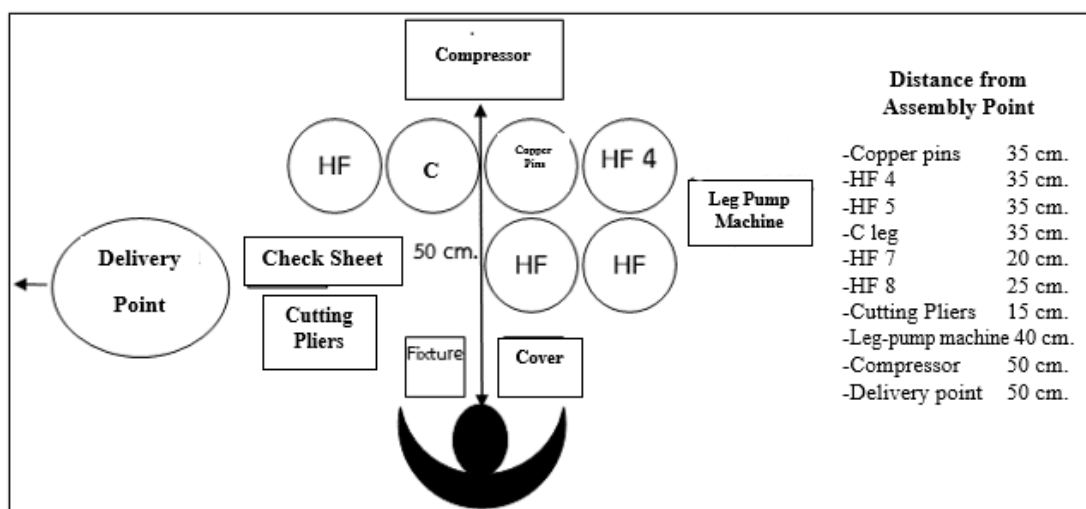 Compressor
HF
C
Copper
Pins
HF 4
Leg Pump
Machine
Delivery
Point
Check Sheet
50 cm.
HF
HF
Cutting
Pliers
Fixture
Cover
Distance from
Assembly Point
-Copper pins 35 cm.
-HF 4 35 cm.
-HF 5 35 cm.
-C leg 35 cm.
-HF 7 20 cm.
-HF 8 25 cm.
-Cutting Pliers 15 cm.
-Leg-pump machine 40 cm.
-Compressor 50 cm.
-Delivery point 50 cm.